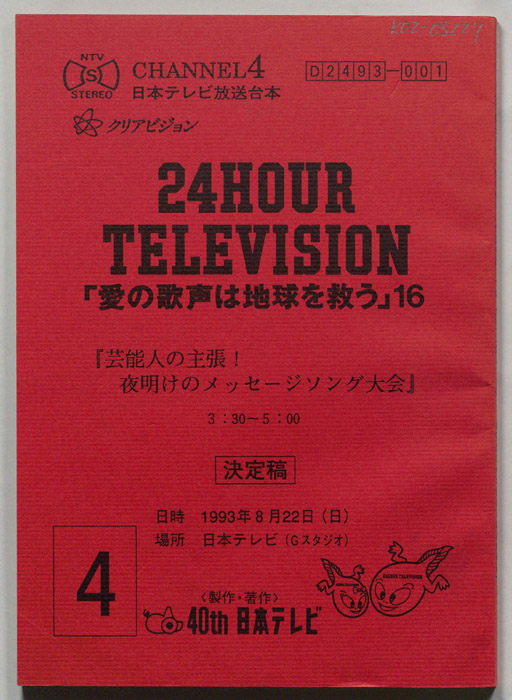 NTV
S
STEREO
CHANNEL4
日本テレビ放送台本
D2493-001
クリアビジョン
24HOUR
TELEVISION
「愛の歌声は地球を救う」16
『芸能人の主張!
夜明けのメッセージソング大会』
3:30~5:00
決定稿
日時 1993年8月22日(日)
場所 日本テレビ(Gスタジオ)
4
〈製作・著作〉
40th 日本テレビ